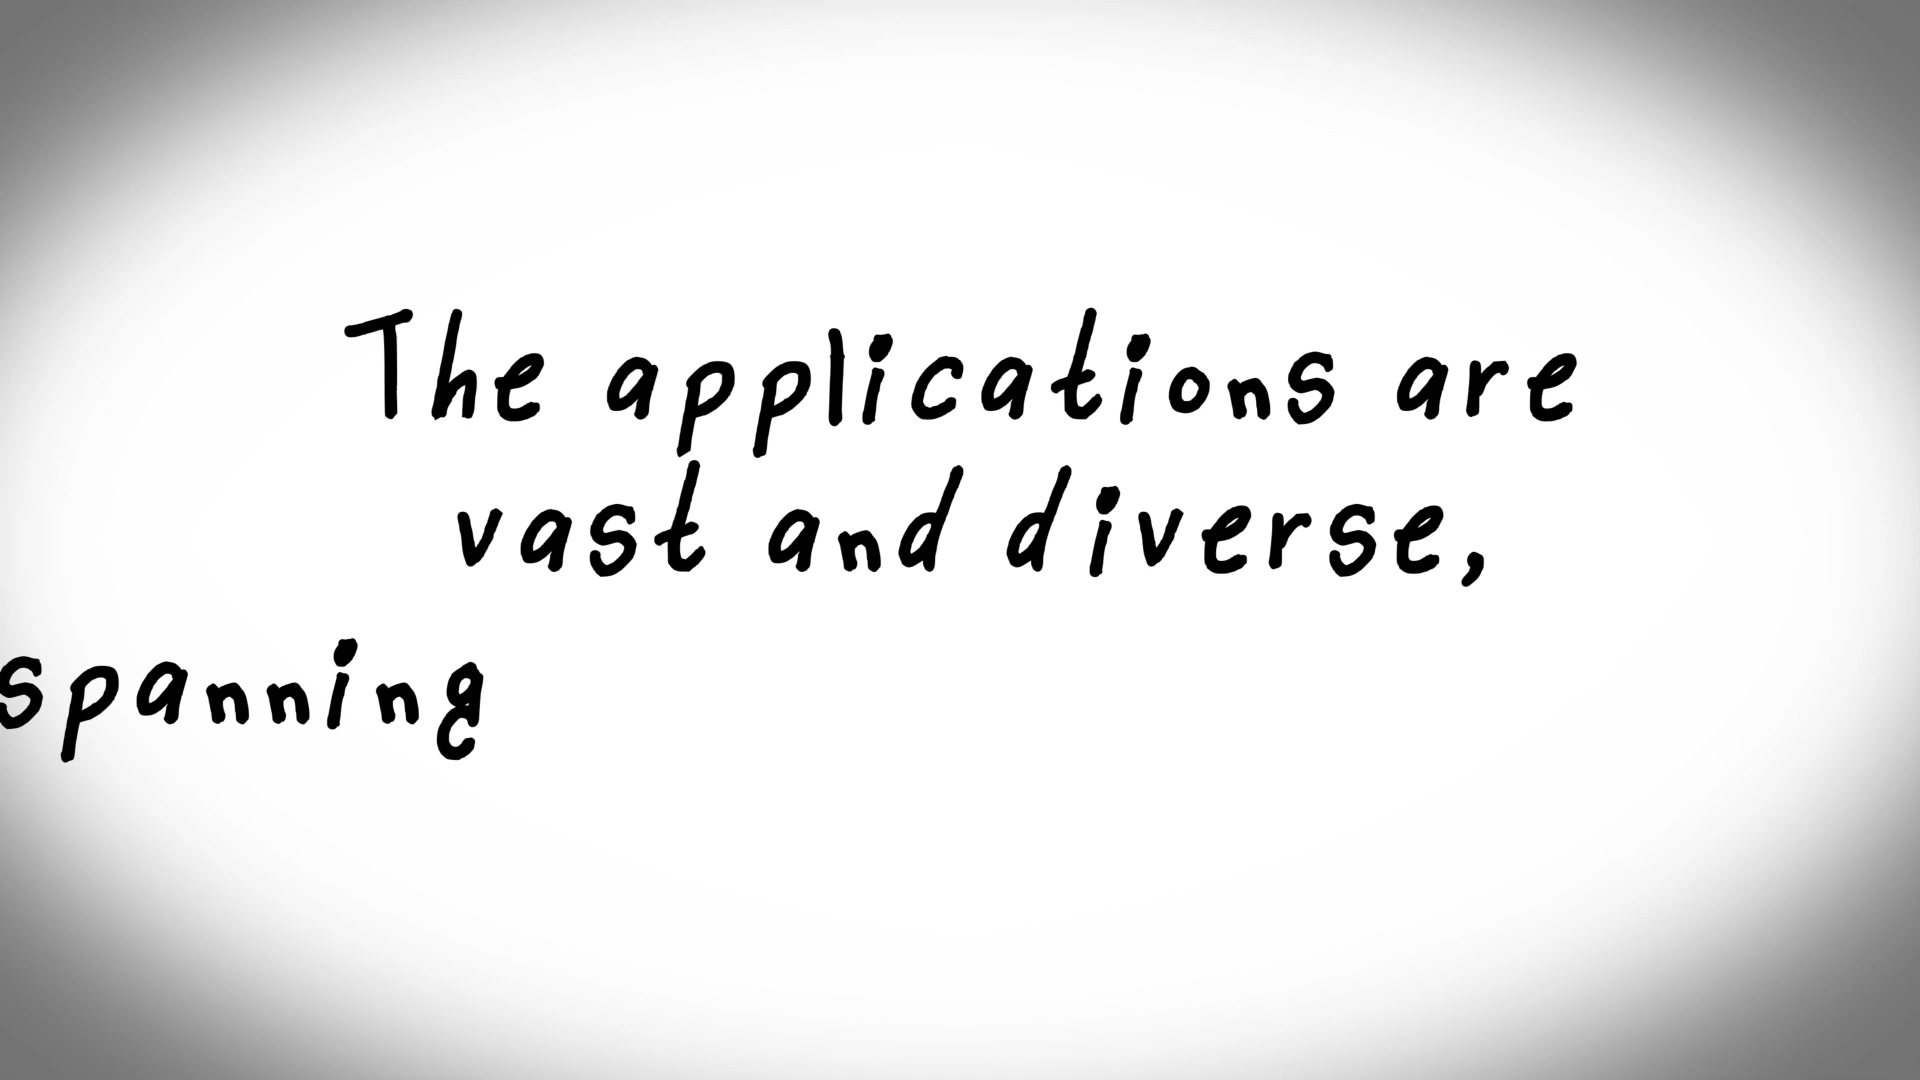 The applications are
vast and diverse,
spanning